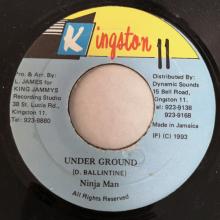 Kingston 11
Pro. & Arr. By:
L. JAMES for
KING JAMMYS
Recording Studio
38 St. Lucia Rd.,
Kingston 11.
Tel: 923-8880
Distributed By:
Dynamic Sounds
15 Bell Road,
Kingston 11.
Tel: 923-9138
923-9168
Made in Jamaica
(P) (C) 1993
UNDER GROUND
(D. BALLINTINE)
Ninja Man
All Rights Reserved